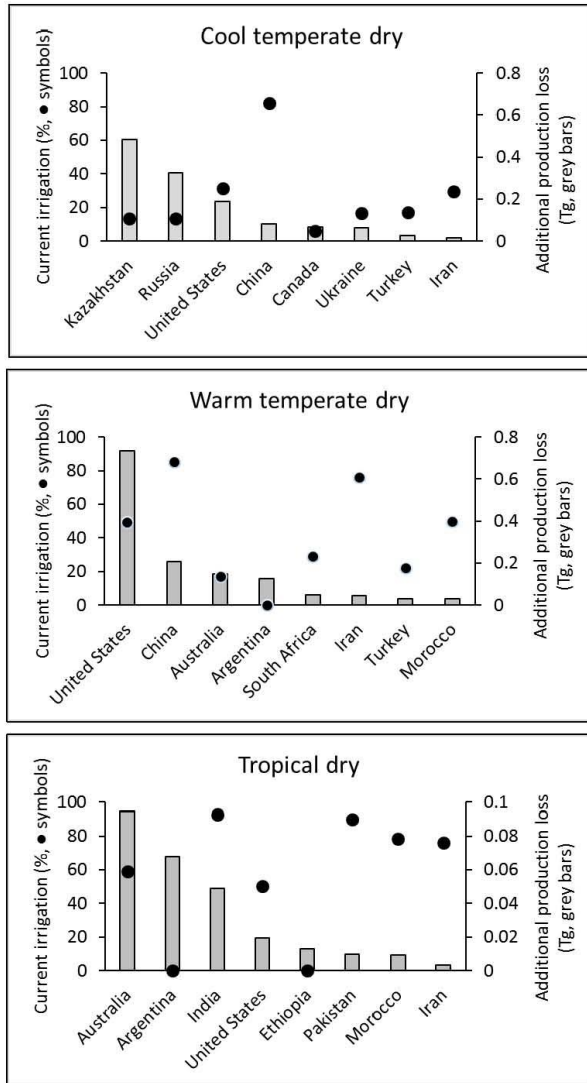 Cool temperate dry
Current irrigation (%, ● symbols)
100
80
60
40
20
0
0.8
0.6
0.4
0.2
0
Additional production loss
(Tg, grey bars)
Kazakhstan
Russia
United States
China
Canada
Ukraine
Turkey
Iran
Warm temperate dry
Current irrigation (%, ● symbols)
100
80
60
40
20
0
0.8
0.6
0.4
0.2
0
Additional production loss
(Tg, grey bars)
United States
China
Australia
Argentina
South Africa
Iran
Turkey
Morocco
Tropical dry
Current irrigation (%, ● symbols)
100
80
60
40
20
0
0.1
0.08
0.06
0.04
0.02
0
Additional production loss
(Tg, grey bars)
Australia
Argentina
India
United States
Ethiopia
Pakistan
Morocco
Iran